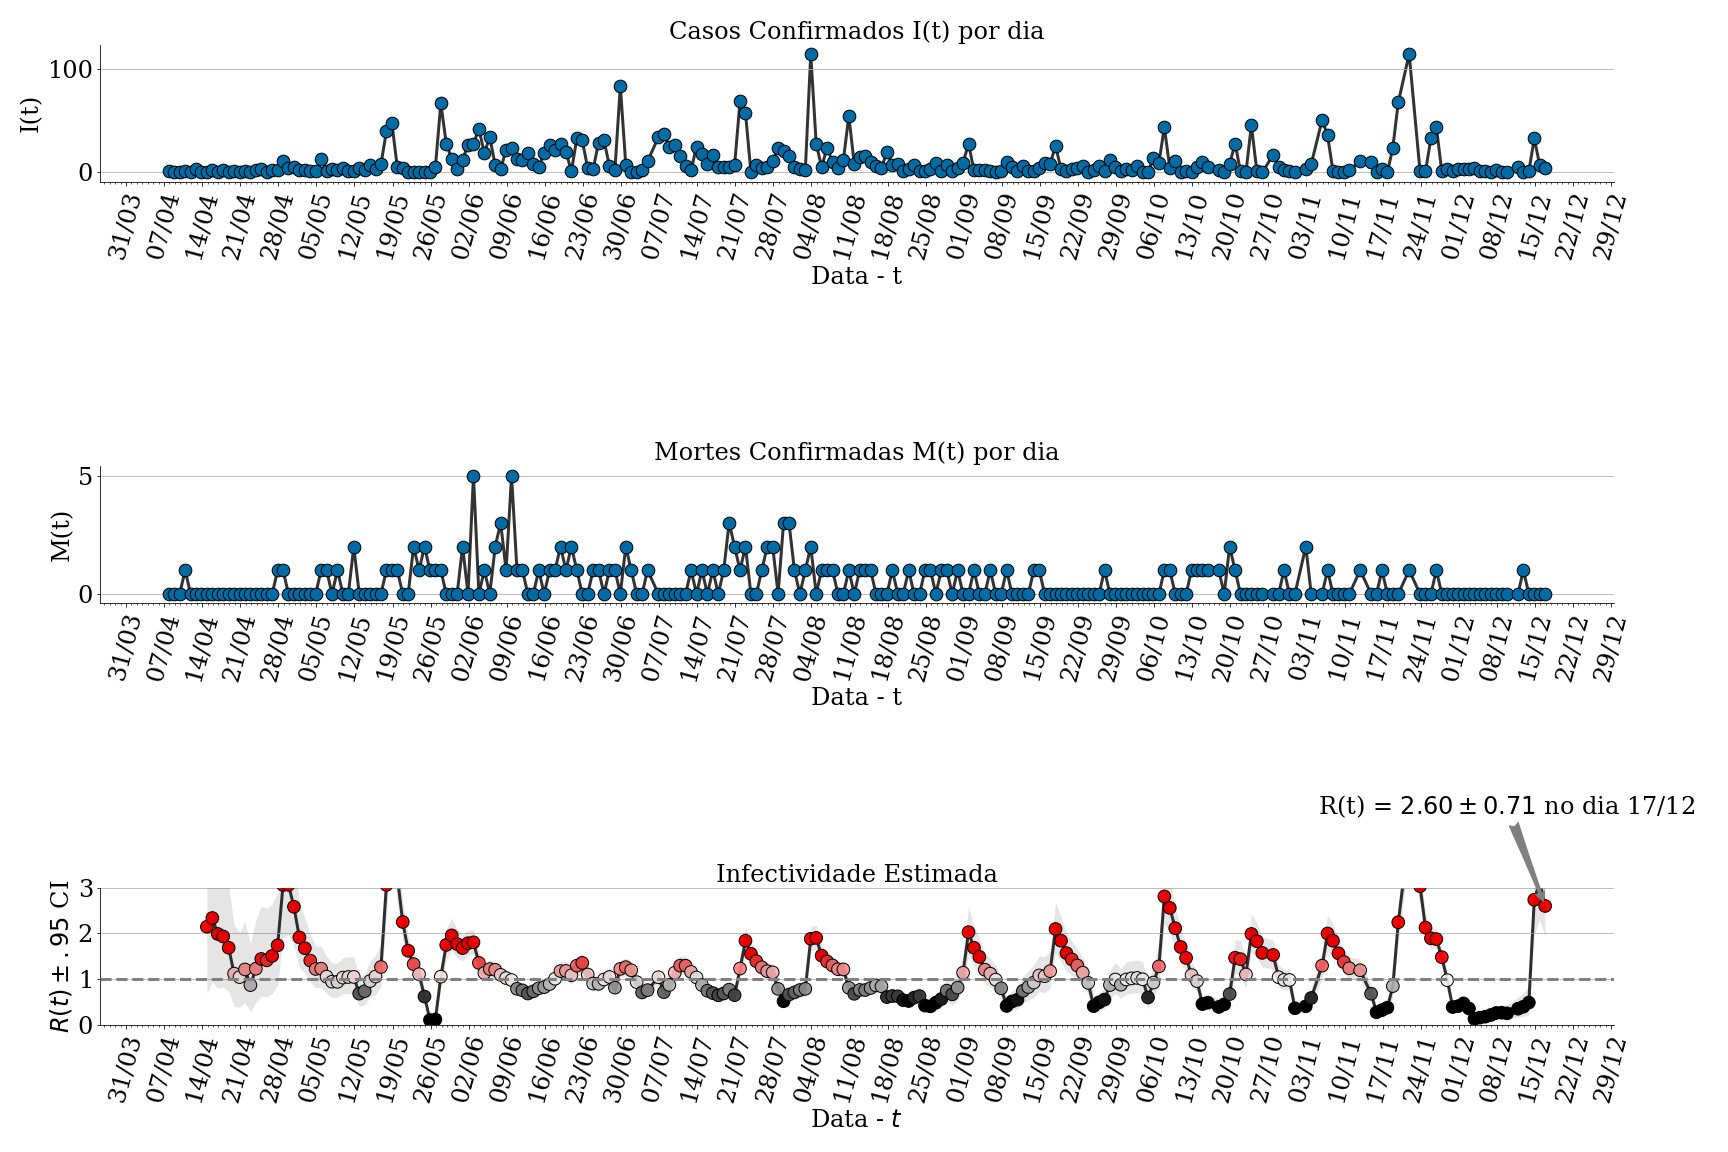 Casos Confirmados I(t) por dia
100
0
I(t)
31/03 07/04 14/04 21/04 28/04 05/05 12/05 19/05 26/05 02/06 09/06 16/06 23/06 30/06 07/07 14/07 21/07 28/07 04/08 11/08 18/08 25/08 01/09 08/09 15/09 22/09 29/09 06/10 13/10 20/10 27/10 03/11 10/11 17/11 24/11 01/12 08/12 15/12 22/12 29/12
Data - t
Mortes Confirmadas M(t) por dia
5
0
M(t)
31/03 07/04 14/04 21/04 28/04 05/05 12/05 19/05 26/05 02/06 09/06 16/06 23/06 30/06 07/07 14/07 21/07 28/07 04/08 11/08 18/08 25/08 01/09 08/09 15/09 22/09 29/09 06/10 13/10 20/10 27/10 03/11 10/11 17/11 24/11 01/12 08/12 15/12 22/12 29/12
Data - t
R(t) = 2.60 ± 0.71 no dia 17/12
Infectividade Estimada
3
2
1
0
R(t) ± .95 CI
31/03 07/04 14/04 21/04 28/04 05/05 12/05 19/05 26/05 02/06 09/06 16/06 23/06 30/06 07/07 14/07 21/07 28/07 04/08 11/08 18/08 25/08 01/09 08/09 15/09 22/09 29/09 06/10 13/10 20/10 27/10 03/11 10/11 17/11 24/11 01/12 08/12 15/12 22/12 29/12
Data - t